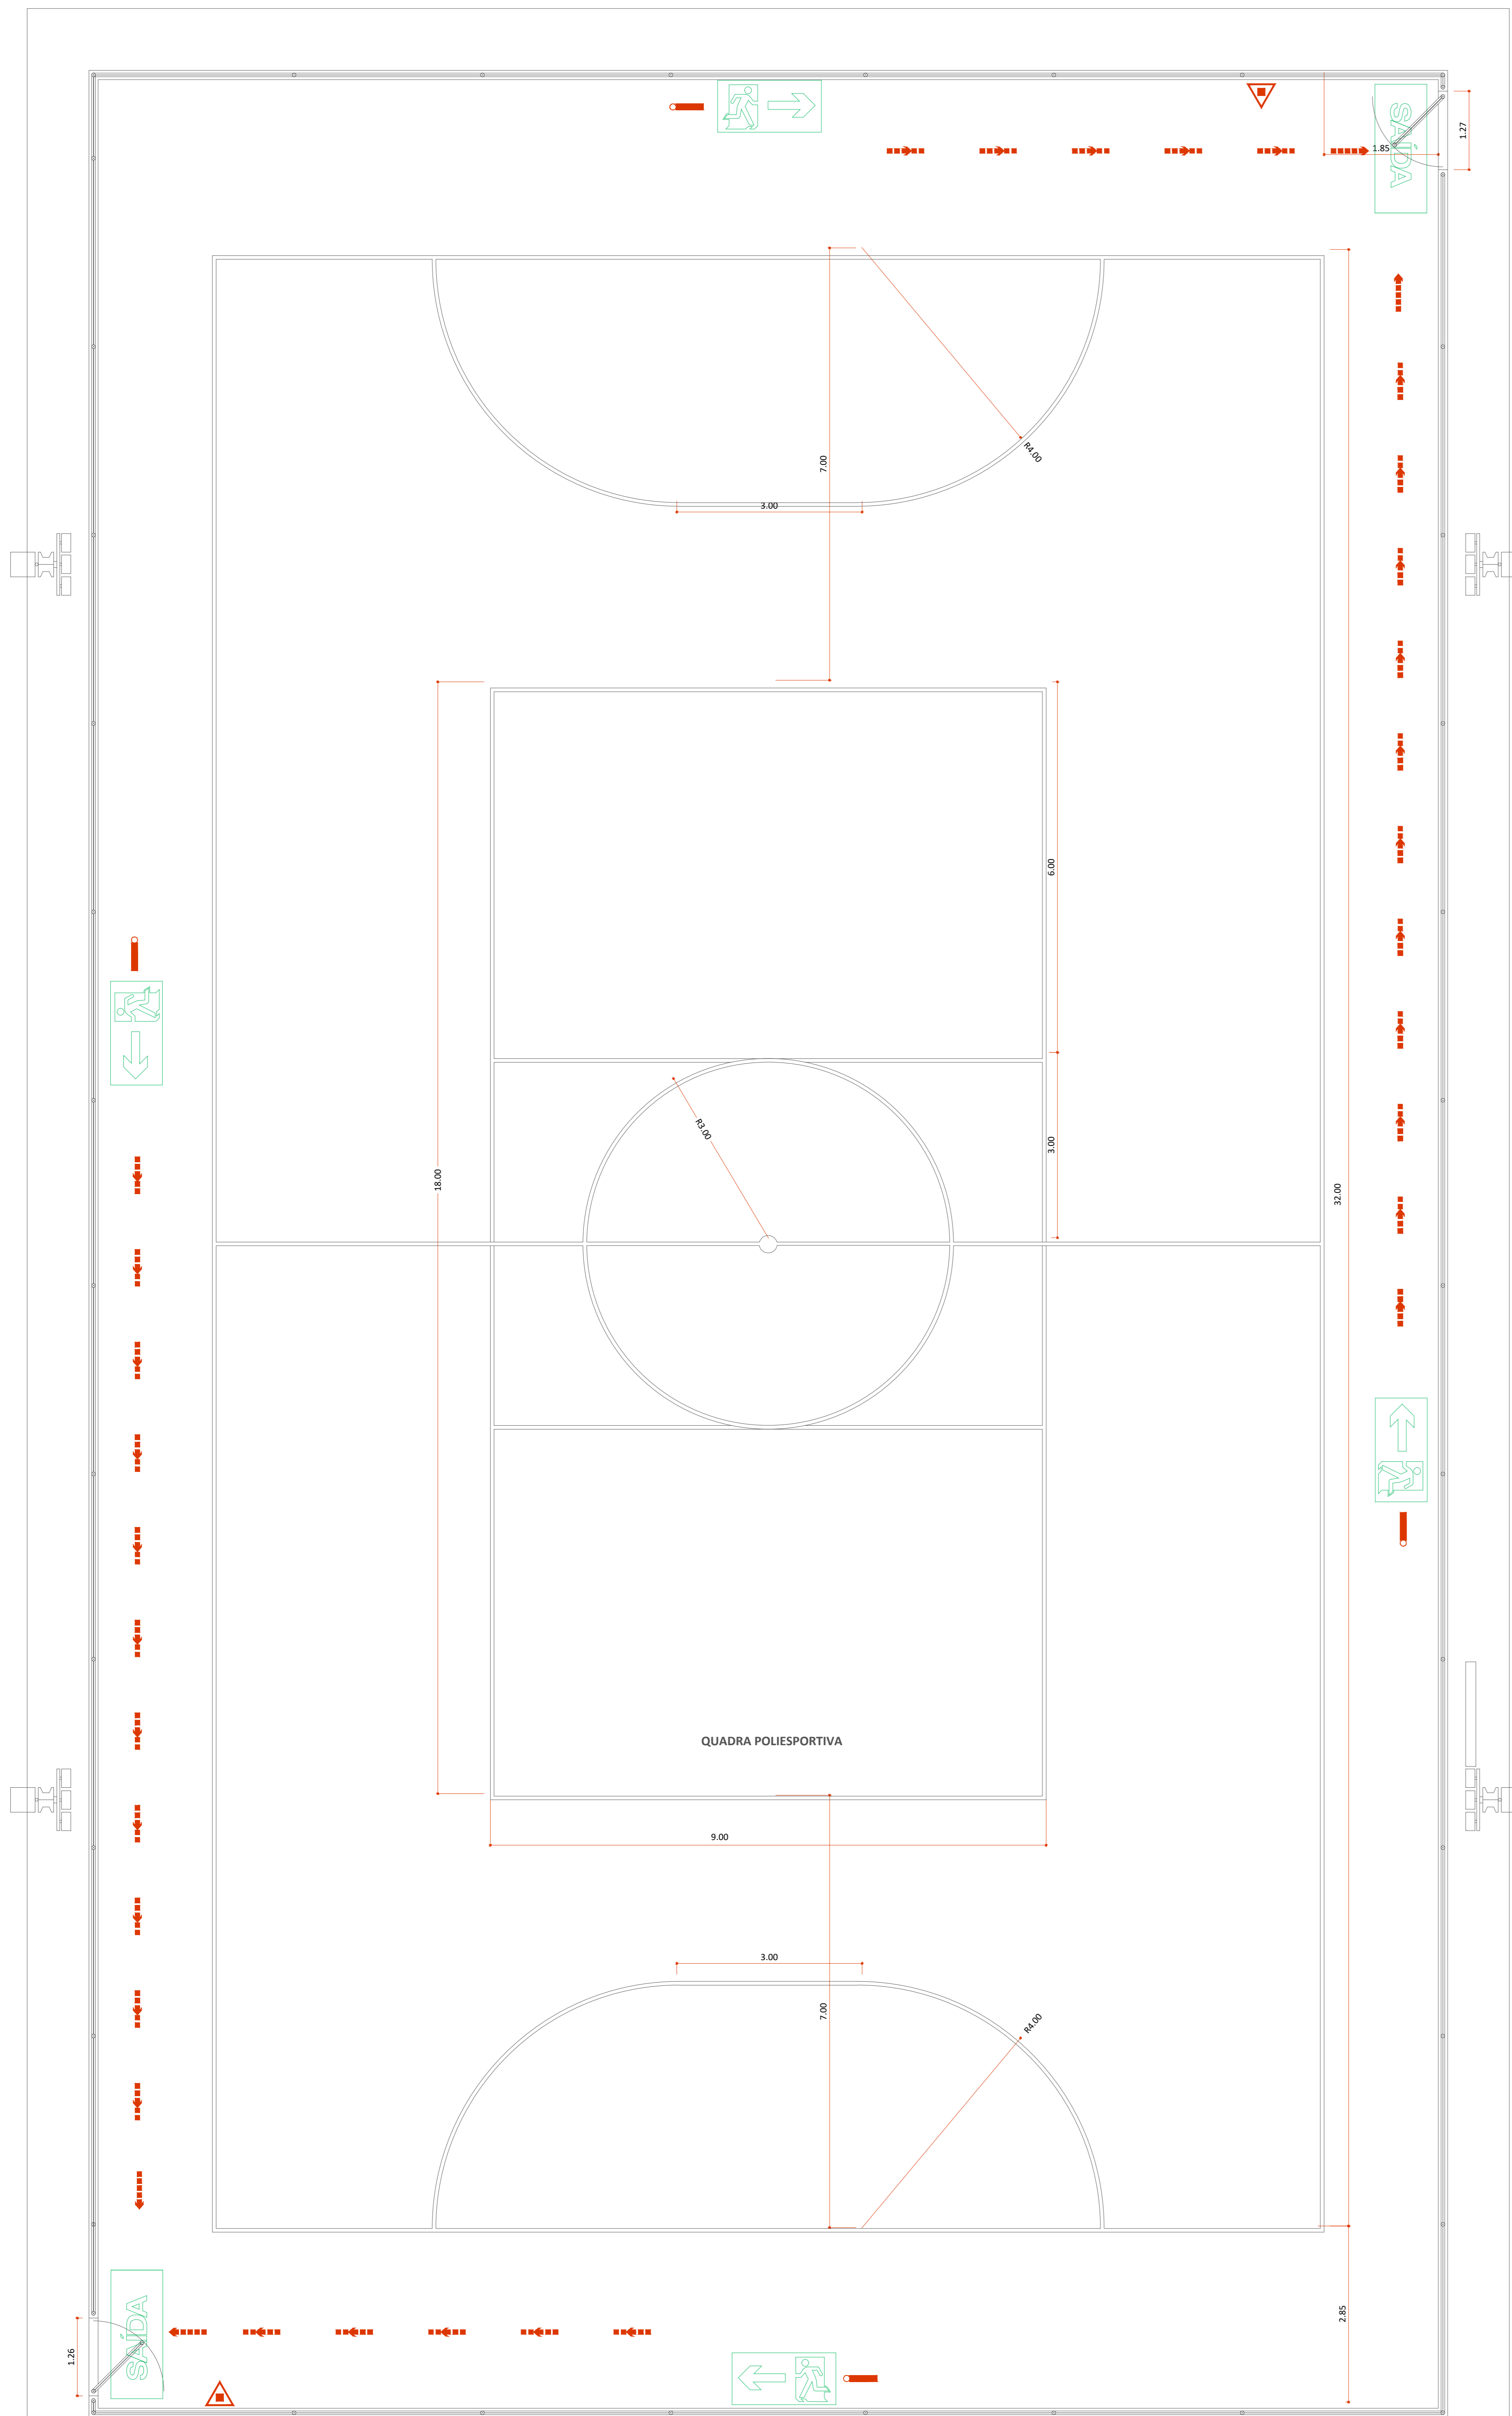 SAÍDA
1.27
1.85
7.00
R4.00
3.00
6.00
R3.00
3.00
18.00
32.00
QUADRA POLIESPORTIVA
9.00
3.00
7.00
R4.00
2.85
SAÍDA
1.26